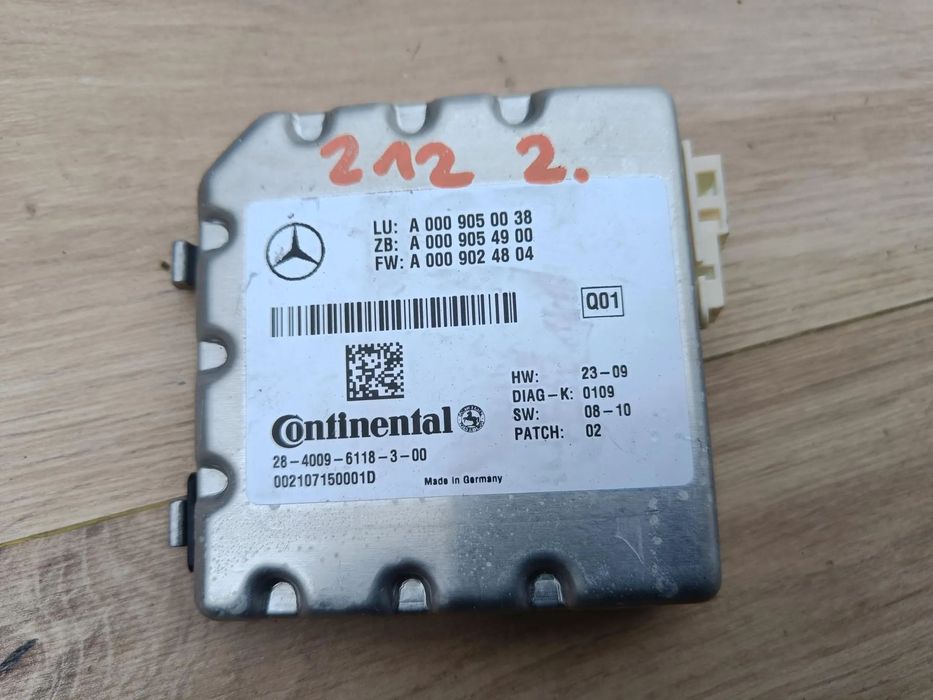 212 2.
LU: A 000 905 00 38
ZB: A 000 905 49 00
FW: A 000 902 48 04
Q01
HW: 23-09
DIAG-K: 0109
SW: 08-10
PATCH: 02
Continental
28-4009-6118-3-00
002107150001D
Made in Germany